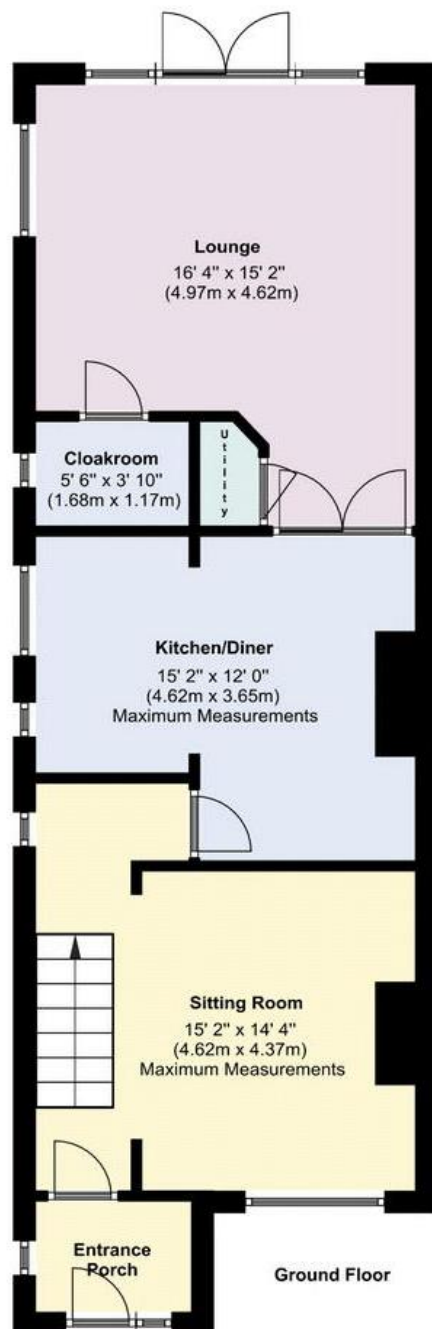 Lounge
16' 4" x 15' 2"
(4.97m x 4.62m)
Cloakroom
5' 6" x 3' 10"
(1.68m x 1.17m)
Utility
Kitchen/Diner
15' 2" x 12' 0"
(4.62m x 3.65m)
Maximum Measurements
Sitting Room
15' 2" x 14' 4"
(4.62m x 4.37m)
Maximum Measurements
Entrance
Porch
Ground Floor